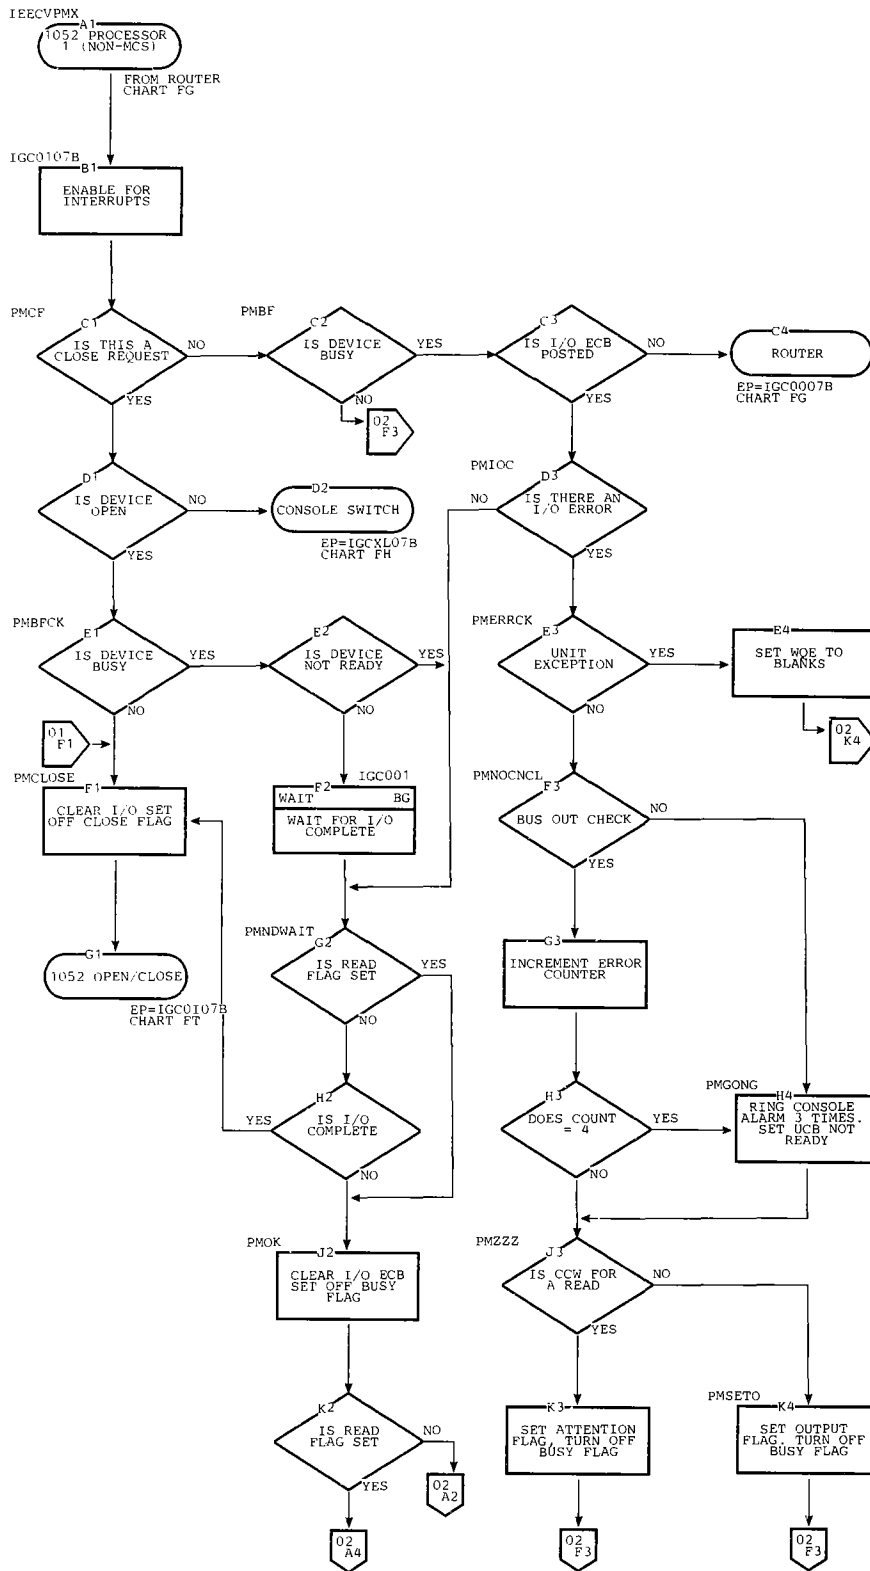 IEECVPMX
A1
1052 PROCESSOR
1 (NON-MCS)
FROM ROUTER
CHART FG
IGC0107B
B1
ENABLE FOR
INTERRUPTS
PMCF
C1
IS THIS A
CLOSE REQUEST
NO
YES
PMBF
C2
IS DEVICE
BUSY
YES
NO
02
F3
C3
IS I/O ECB
POSTED
NO
YES
C4
ROUTER
EP=IGC0007B
CHART FG
D1
IS DEVICE
OPEN
NO
YES
D2
CONSOLE SWITCH
EP=IGCXL07B
CHART FH
PMIOC
D3
NO
IS THERE AN
I/O ERROR
YES
PMBFCK
E1
IS DEVICE
BUSY
YES
NO
E2
IS DEVICE
NOT READY
YES
NO
PMERRCK
E3
UNIT
EXCEPTION
YES
NO
E4
SET WQE TO
BLANKS
02
K4
01
F1
PMCLOSE
F1
CLEAR I/O SET
OFF CLOSE FLAG
IGC001
F2
WAIT BG
WAIT FOR I/O
COMPLETE
PMNOCNCL
F3
BUS OUT CHECK
NO
YES
G1
1052 OPEN/CLOSE
EP=IGC0I07B
CHART FT
PMNDWAIT
G2
IS READ
FLAG SET
YES
NO
G3
INCREMENT ERROR
COUNTER
H2
YES
IS I/O
COMPLETE
NO
H3
DOES COUNT
= 4
YES
NO
PMGONG
H4
RING CONSOLE
ALARM 3 TIMES.
SET UCB NOT
READY
PMOK
J2
CLEAR I/O ECB
SET OFF BUSY
FLAG
PMZZZ
J3
IS CCW FOR
A READ
NO
YES
K2
IS READ
FLAG SET
NO
YES
02
A2
02
A4
K3
SET ATTENTION
FLAG, TURN OFF
BUSY FLAG
02
F3
PMSETO
K4
SET OUTPUT
FLAG, TURN OFF
BUSY FLAG
02
F3